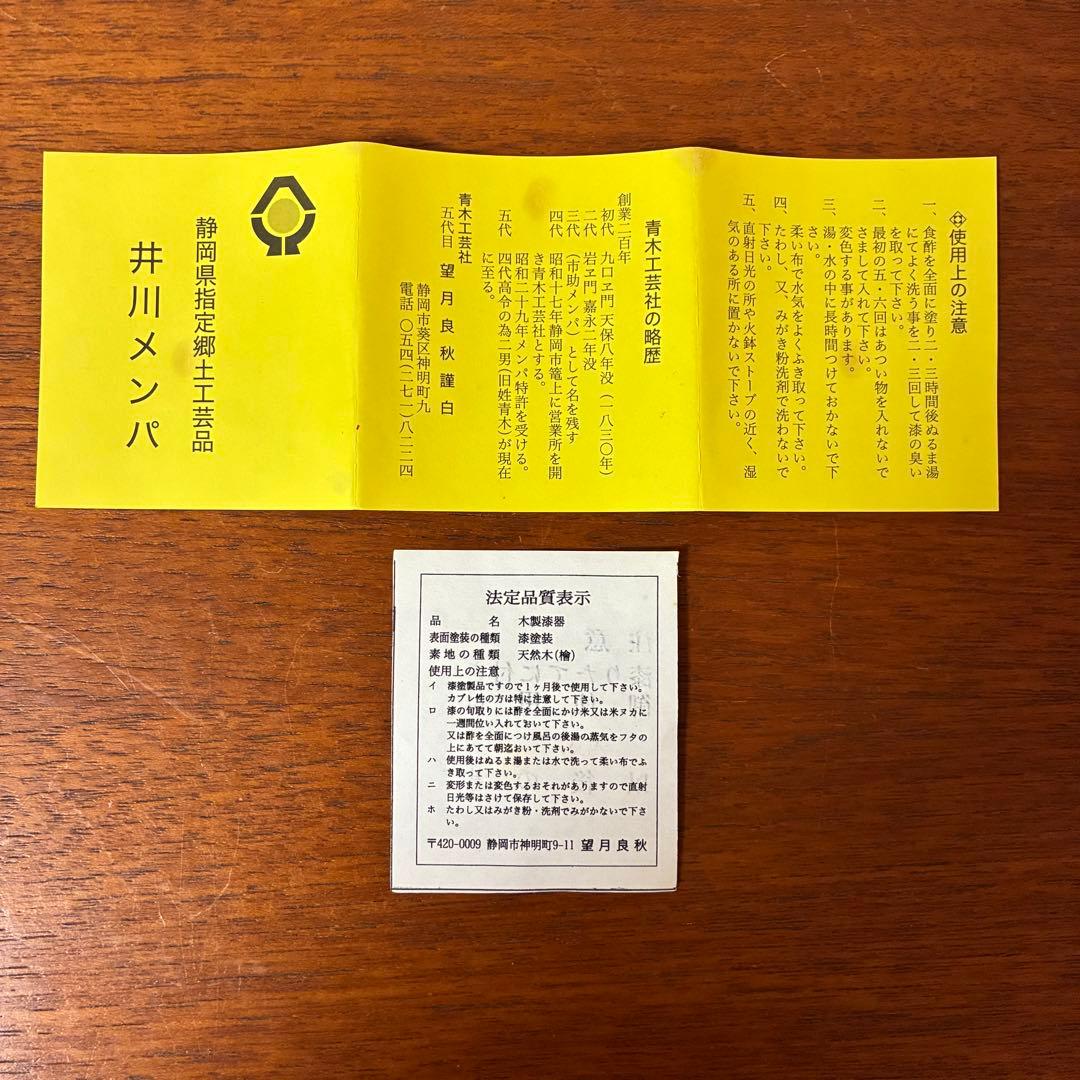 使用上の注意
一、食酢を全面に塗り二・三時間後ぬるま湯
にてよく洗う事を二・三回して漆の臭い
を取って下さい。
二、最初の五・六回はあつい物を入れないで
さまして入れて下さい。
変色する事があります。
三、湯・水の中に長時間つけておかないで下
さい。
柔い布で水気をよくふき取って下さい。
四、たわし、又、みがき粉洗剤で洗わないで
下さい。
五、直射日光の所や火鉢ストーブの近く、湿
気のある所に置かないで下さい。
青木工芸社の略歴
創業二百年
初代 九口ヱ門 天保八年没(一八三〇年)
二代 岩ヱ門 嘉永二年没
三代 (市助メンパ)として名を残す
四代 昭和十七年静岡市篭上に営業所を開
き青木工芸社とする。
昭和二十九年メンパ特許を受ける。
五代 四代高令の為二男(旧姓青木)が現在
に至る。
青木工芸社
五代目 望月良秋 謹白
静岡市葵区神明町九
電話 〇五四(二七一)八二二四
静岡県指定郷土工芸品
井川メンパ
法定品質表示
品名 木製漆器
表面塗装の種類 漆塗装
素地の種類 天然木(檜)
使用上の注意
イ 漆塗製品ですので1ヶ月後で使用して下さい。
カブレ性の方は特に注意して下さい。
ロ 漆の匂取りには酢を全面にかけ米又は米ヌカに
一週間位い入れておいて下さい。
又は酢を全面につけ風呂の後湯の蒸気をフタの
上にあてて朝迄おいて下さい。
ハ 使用後はぬるま湯または水で洗って柔い布でふ
き取って下さい。
ニ 変形または変色するおそれがありますので直射
日光等はさけて保存して下さい。
ホ たわし又はみがき粉・洗剤でみがかないで下さ
い。
〒420-0009 静岡市神明町9-11 望月良秋